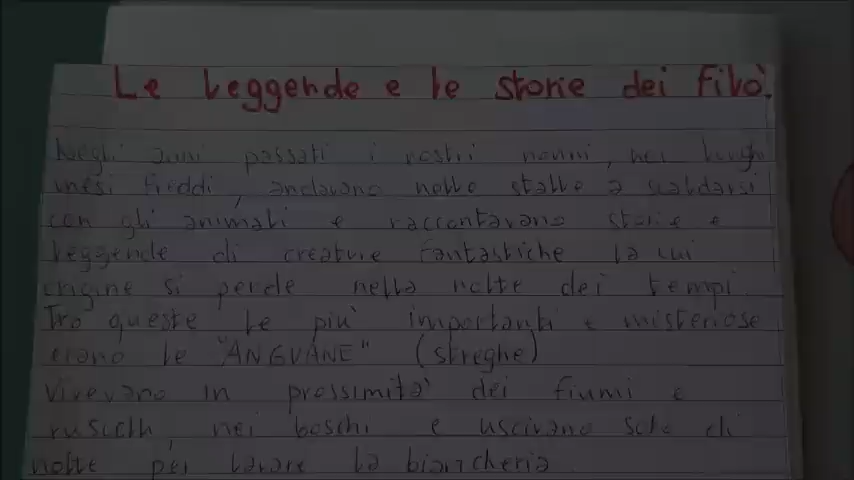 Le leggende e le storie dei filò.
Negli anni passati i nostri nonni, nei lunghi
mesi freddi, andavano nelle stalle a scaldarsi
con gli animali e raccontavano storie e
leggende di creature fantastiche la cui
origine si perde nella notte dei tempi.
Tra queste le più importanti e misteriose
erano le "ANGUANE" (streghe)
vivevano in prossimità dei fiumi e
ruscelli, nei boschi e uscivano solo di
notte per lavare la biancheria